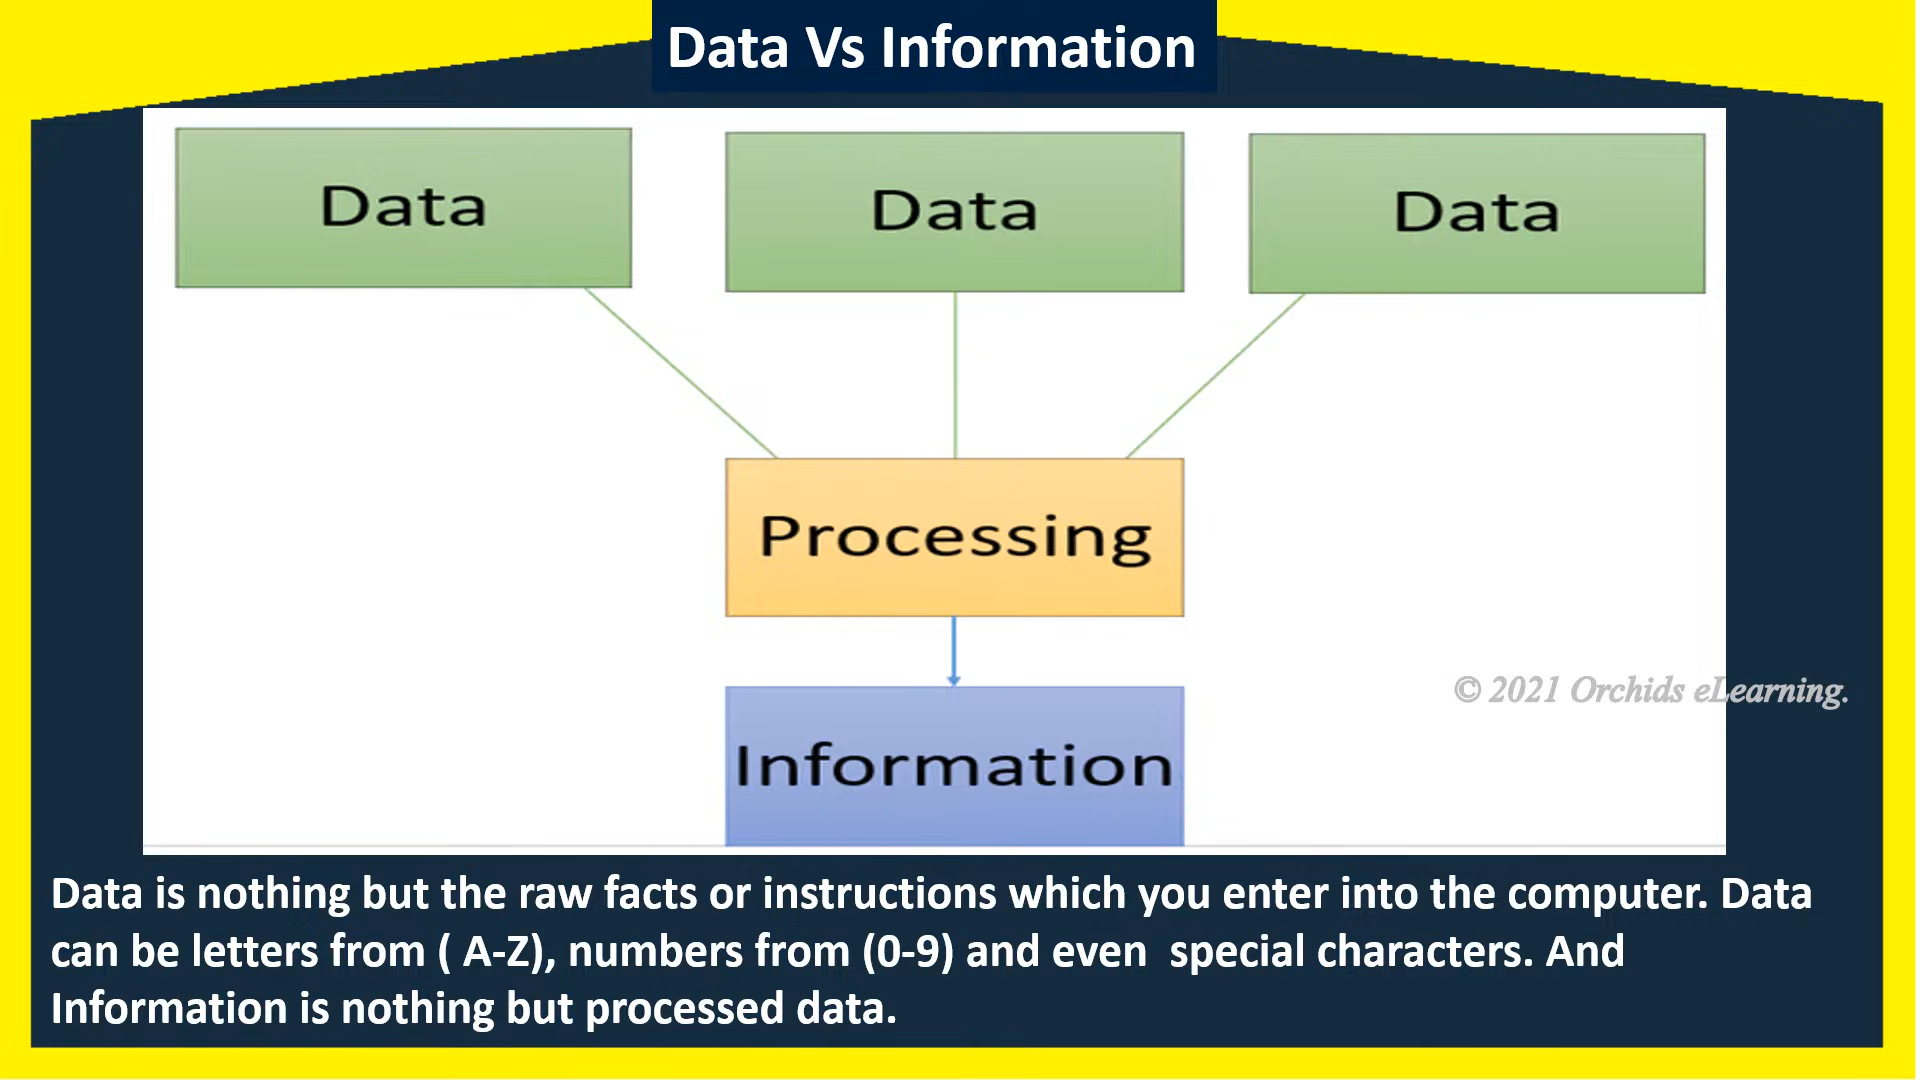 Data Vs Information
Data
Data
Data
Processing
Information
© 2021 Orchids eLearning.
Data is nothing but the raw facts or instructions which you enter into the computer. Data
can be letters from ( A-Z), numbers from (0-9) and even  special characters. And
Information is nothing but processed data.